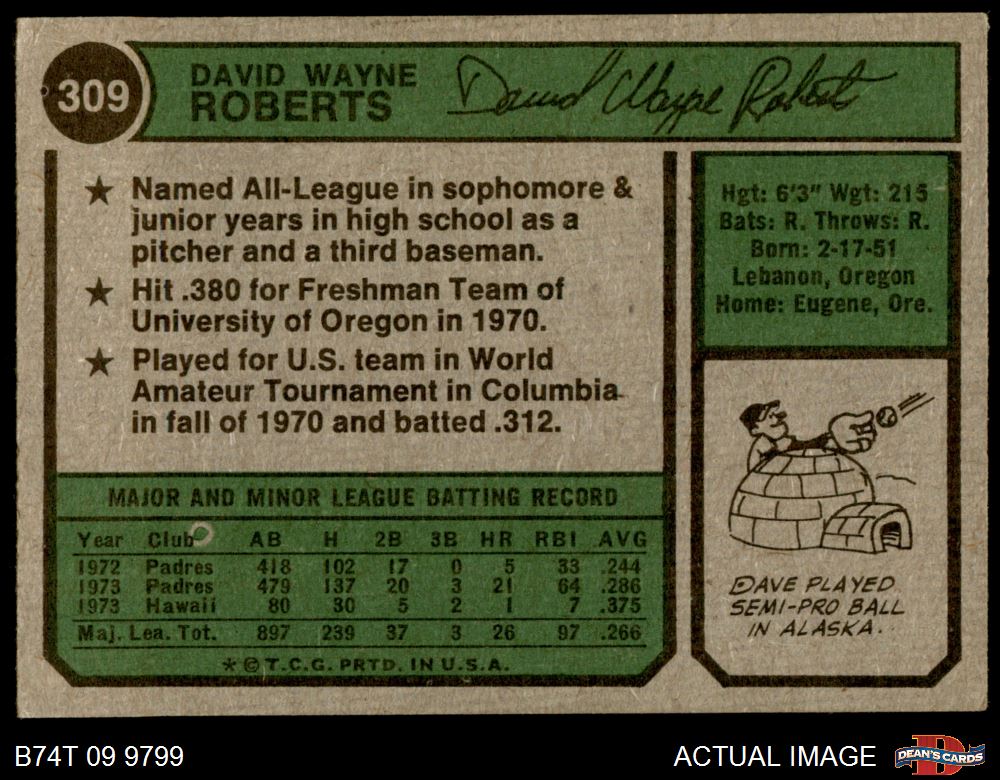 309
DAVID WAYNE
ROBERTS
David Wayne Roberts
★ Named All-League in sophomore &
junior years in high school as a
pitcher and a third baseman.
★ Hit .380 for Freshman Team of
University of Oregon in 1970.
★ Played for U.S. team in World
Amateur Tournament in Columbia
in fall of 1970 and batted .312.
Hgt: 6'3" Wgt: 215
Bats: R. Throws: R.
Born: 2-17-51
Lebanon, Oregon
Home: Eugene, Ore.
MAJOR AND MINOR LEAGUE BATTING RECORD
Year Club AB H 2B 3B HR RBI AVG
1972 Padres 418 102 17 0 5 33 .244
1973 Padres 479 137 20 3 21 64 .286
1973 Hawaii 80 30 5 2 1 7 .375
Maj. Lea. Tot. 897 239 37 3 26 97 .266
* © T.C.G. PRTD. IN U.S.A.
DAVE PLAYED
SEMI-PRO BALL
IN ALASKA.
B74T 09 9799
ACTUAL IMAGE
DEAN'S CARDS